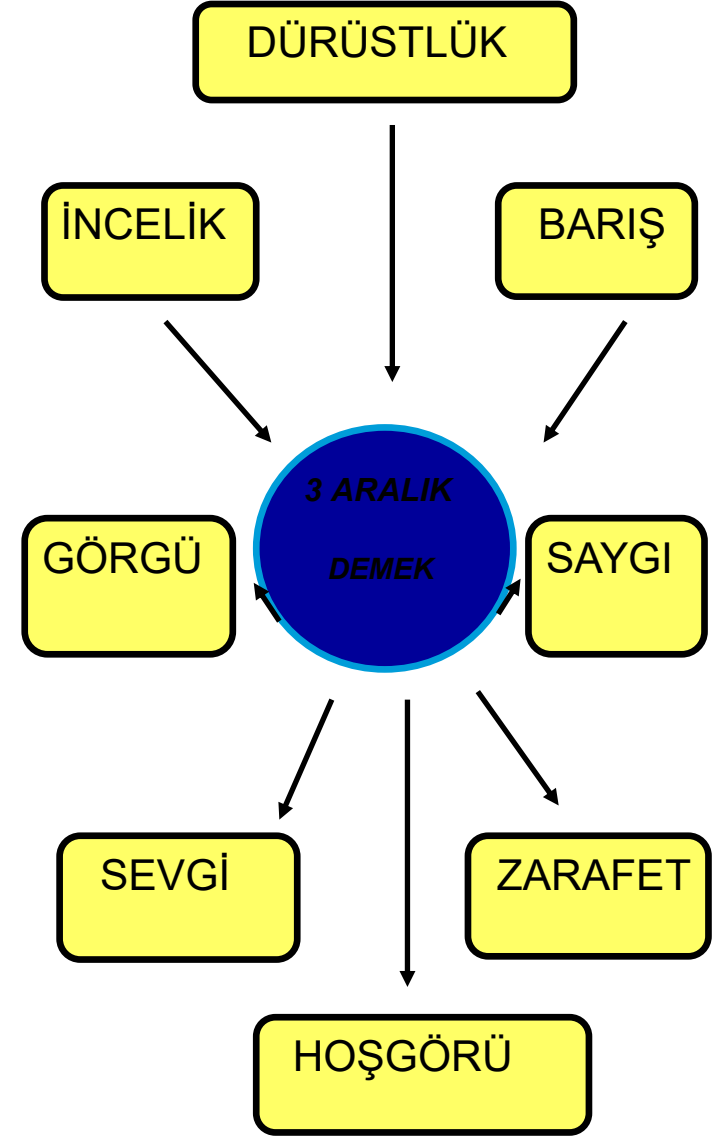 DÜRÜSTLÜK
İNCELİK
BARIŞ
3 ARALIK
DEMEK
GÖRGÜ
SAYGI
SEVGİ
ZARAFET
HOŞGÖRÜ